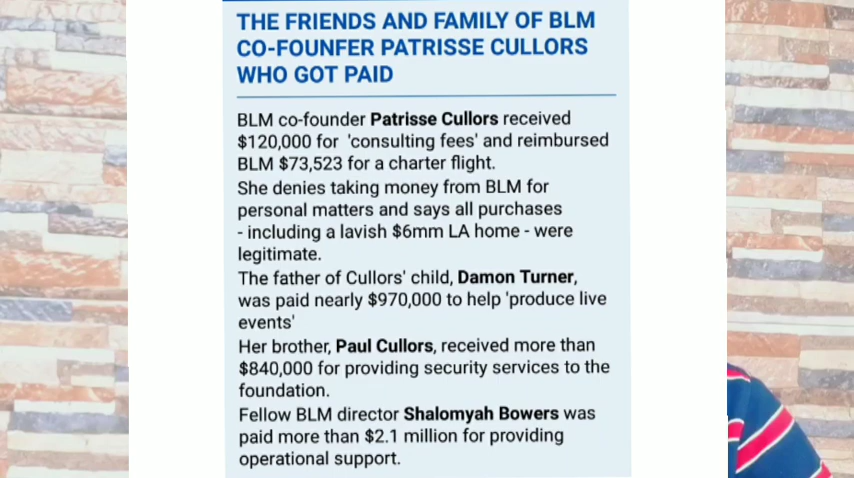 THE FRIENDS AND FAMILY OF BLM
CO-FOUNFER PATRISSE CULLORS
WHO GOT PAID
BLM co-founder Patrisse Cullors received
$120,000 for 'consulting fees' and reimbursed
BLM $73,523 for a charter flight.
She denies taking money from BLM for
personal matters and says all purchases
- including a lavish $6mm LA home - were
legitimate.
The father of Cullors' child, Damon Turner,
was paid nearly $970,000 to help 'produce live
events'
Her brother, Paul Cullors, received more than
$840,000 for providing security services to the
foundation.
Fellow BLM director Shalomyah Bowers was
paid more than $2.1 million for providing
operational support.